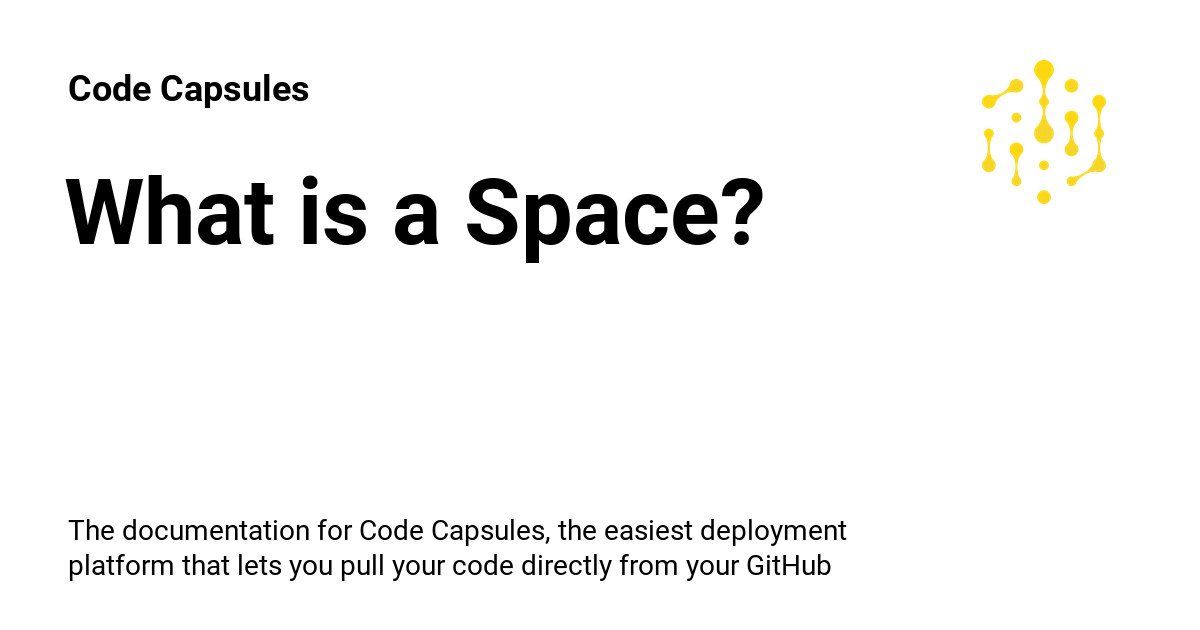 Code Capsules
What is a Space?
The documentation for Code Capsules, the easiest deployment
platform that lets you pull your code directly from your GitHub